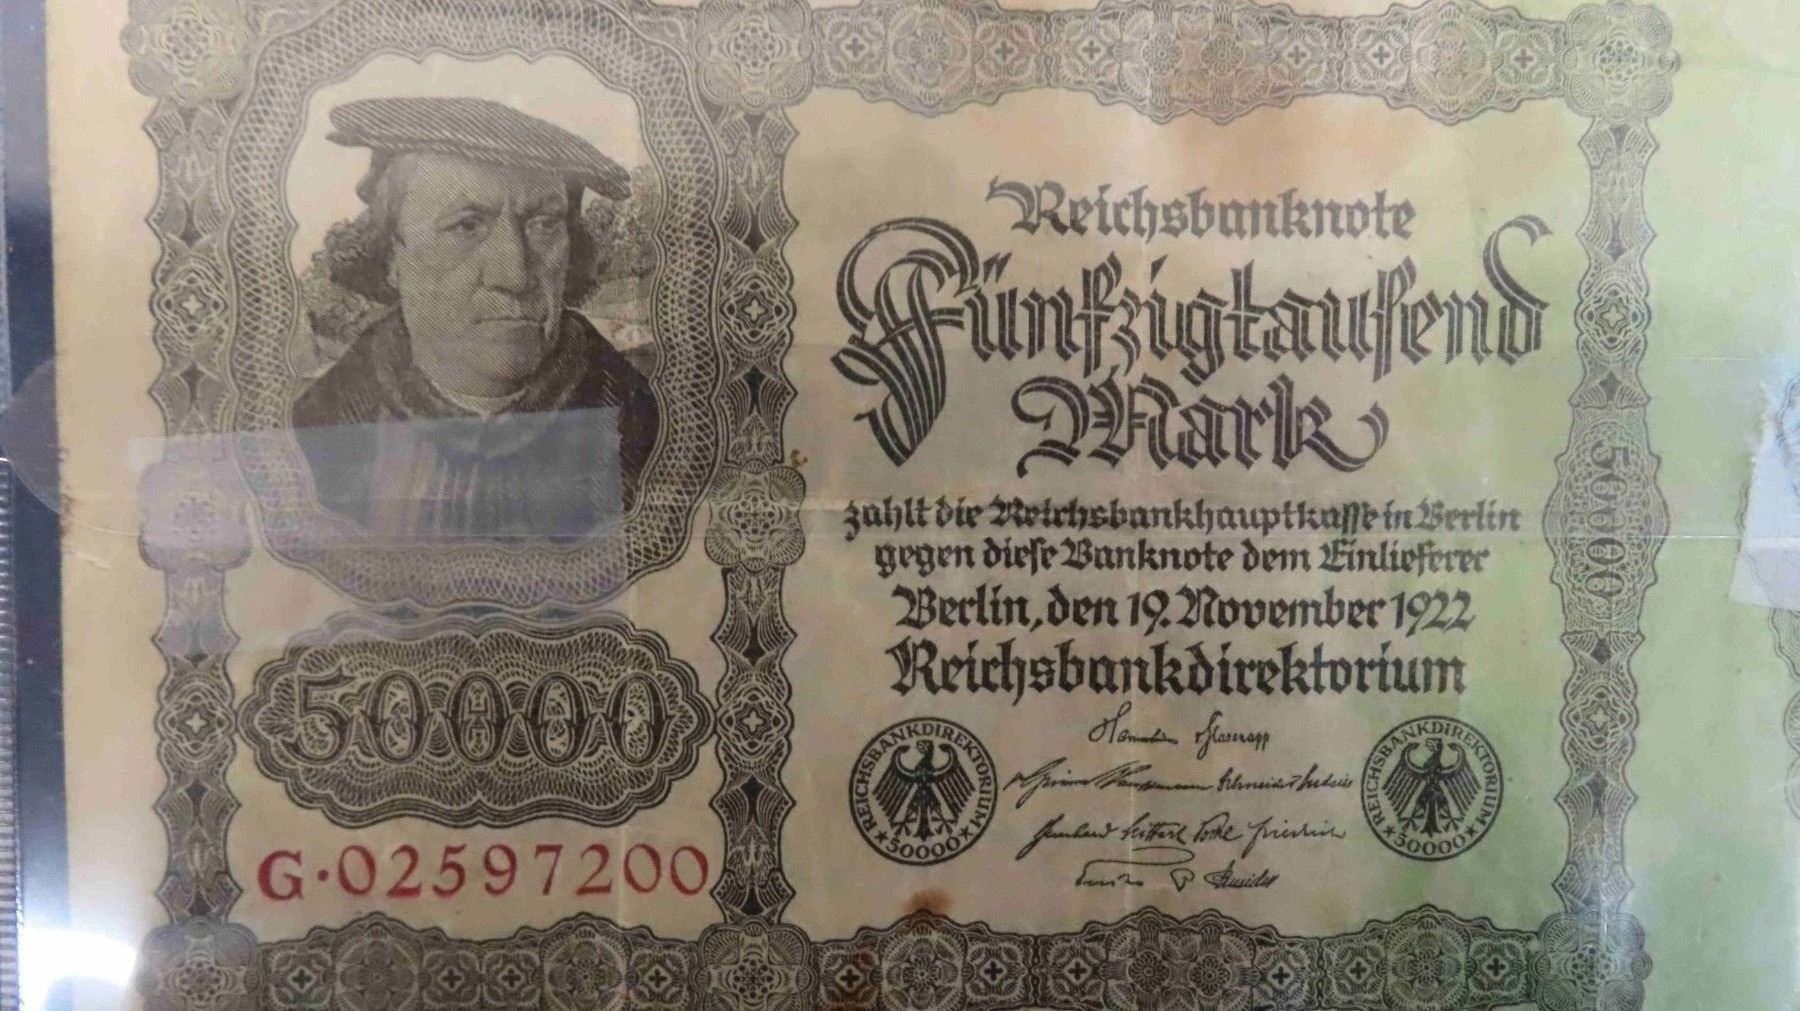 Reichsbanknote
Fünfzigtausend
Mark
50000
zahlt die Reichsbankhauptkasse in Berlin
gegen diese Banknote dem Einlieferer
Berlin, den 19. November 1922
Reichsbankdirektorium
REICHSBANKDIREKTORIUM
*50000*
REICHSBANKDIREKTORIUM
*50000*
50000
G·02597200